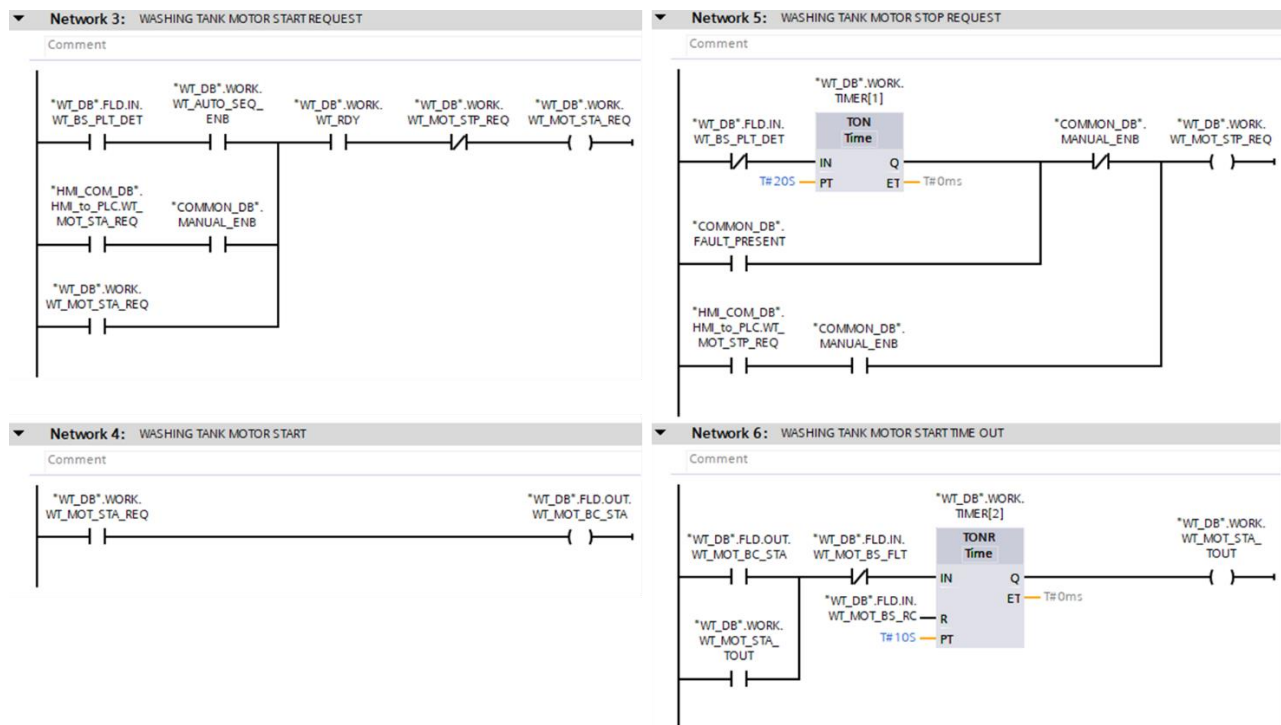 Network 3: WASHING TANK MOTOR START REQUEST
Comment
"WT_DB".FLD.IN.
WT_BS_PLT_DET
"WT_DB".WORK.
WT_AUTO_SEQ_
ENB
"WT_DB".WORK.
WT_RDY
"WT_DB".WORK.
WT_MOT_STP_REQ
"WT_DB".WORK.
WT_MOT_STA_REQ
"HMI_COM_DB".
HMI_to_PLC.WT_
MOT_STA_REQ
"COMMON_DB".
MANUAL_ENB
"WT_DB".WORK.
WT_MOT_STA_REQ
Network 4: WASHING TANK MOTOR START
Comment
"WT_DB".WORK.
WT_MOT_STA_REQ
"WT_DB".FLD.OUT.
WT_MOT_BC_STA
Network 5: WASHING TANK MOTOR STOP REQUEST
Comment
"WT_DB".FLD.IN.
WT_BS_PLT_DET
"WT_DB".WORK.
TIMER[1]
TON
Time
IN Q
T#20S PT ET T#0ms
"COMMON_DB".
MANUAL_ENB
"WT_DB".WORK.
WT_MOT_STP_REQ
"COMMON_DB".
FAULT_PRESENT
"HMI_COM_DB".
HMI_to_PLC.WT_
MOT_STP_REQ
"COMMON_DB".
MANUAL_ENB
Network 6: WASHING TANK MOTOR START TIME OUT
Comment
"WT_DB".FLD.OUT.
WT_MOT_BC_STA
"WT_DB".FLD.IN.
WT_MOT_BS_FLT
"WT_DB".WORK.
TIMER[2]
TONR
Time
IN Q
ET T#0ms
"WT_DB".FLD.IN.
WT_MOT_BS_RC R
T#10S PT
"WT_DB".WORK.
WT_MOT_STA_
TOUT
"WT_DB".WORK.
WT_MOT_STA_
TOUT